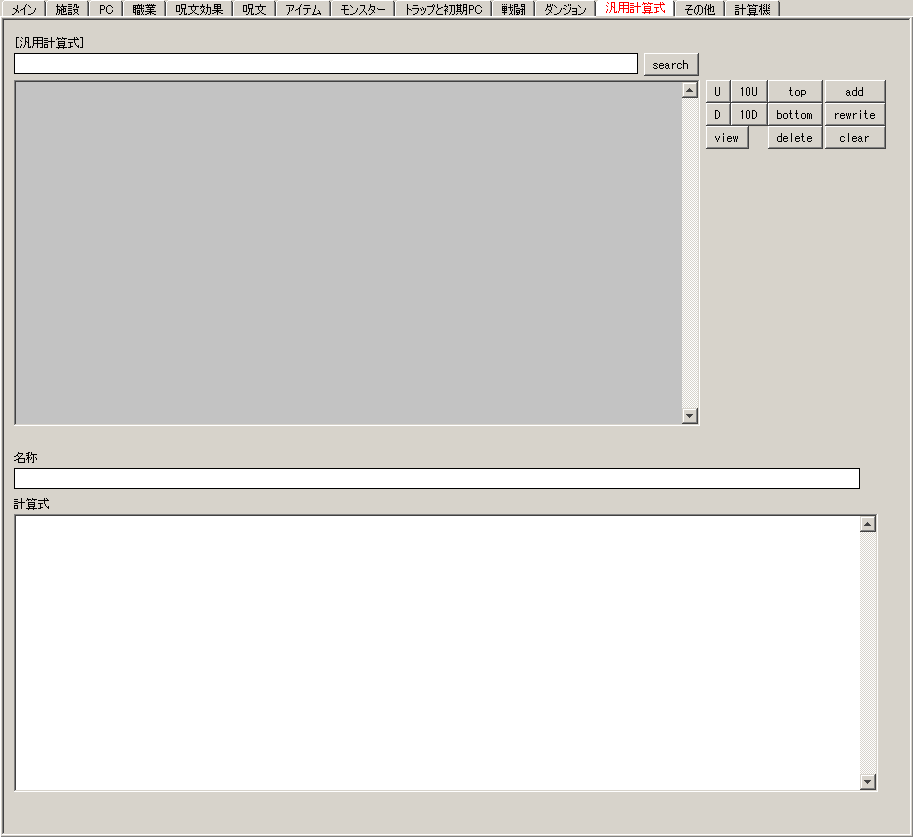 メイン 施設 PC 職業 呪文効果 呪文 アイテム モンスター トラップと初期PC 戦闘 ダンジョン 汎用計算式 その他 計算機
[汎用計算式]
search
U 10U top add
D 10D bottom rewrite
view delete clear
名称
計算式